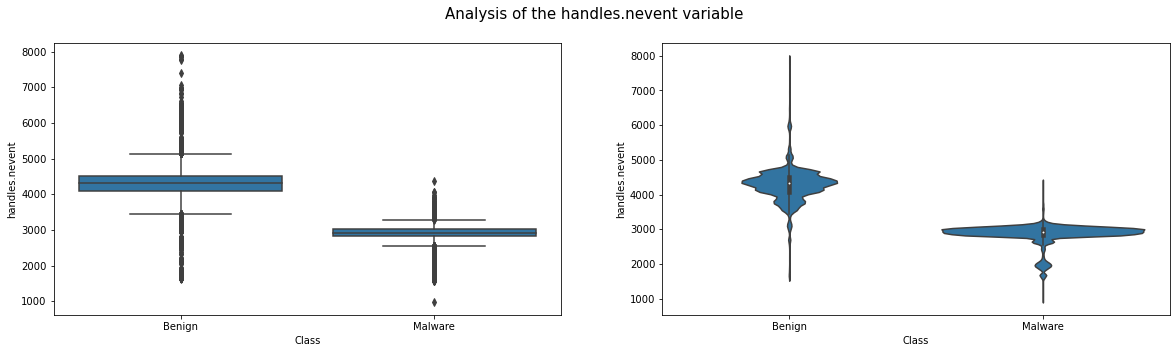 Analysis of the handles.nevent variable
8000
7000
6000
5000
4000
3000
2000
1000
handles.nevent
Benign
Malware
Class
8000
7000
6000
5000
4000
3000
2000
1000
handles.nevent
Benign
Malware
Class